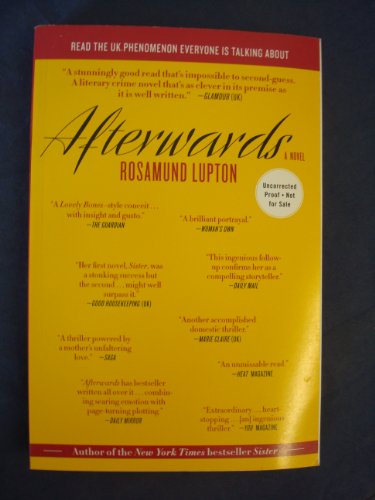 READ THE UK PHENOMENON EVERYONE IS TALKING ABOUT
"A stunningly good read that's impossible to second-guess.
A literary crime novel that's as clever in its premise as
it is well written." —GLAMOUR (UK)
Afterwards
A NOVEL
ROSAMUND LUPTON
Uncorrected
Proof • Not
for Sale
"A Lovely Bones-style conceit . . .
with insight and gusto."
—THE GUARDIAN
"A brilliant portrayal."
—WOMAN'S OWN
"Her first novel, Sister, was
a stonking success but
the second . . . might well
surpass it."
—GOOD HOUSEKEEPING (UK)
"This ingenious follow-
up confirms her as a
compelling storyteller."
—DAILY MAIL
"Another accomplished
domestic thriller."
—MARIE CLAIRE (UK)
"A thriller powered by
a mother's unfaltering
love." —SAGA
"An unmissable read."
—HEAT MAGAZINE
"Afterwards has bestseller
written all over it . . . combin-
ing searing emotion with
page-turning plotting."
—DAILY MIRROR
"Extraordinary . . . heart-
stopping . . . [an] ingenious
thriller." —YOU MAGAZINE
Author of the New York Times bestseller Sister